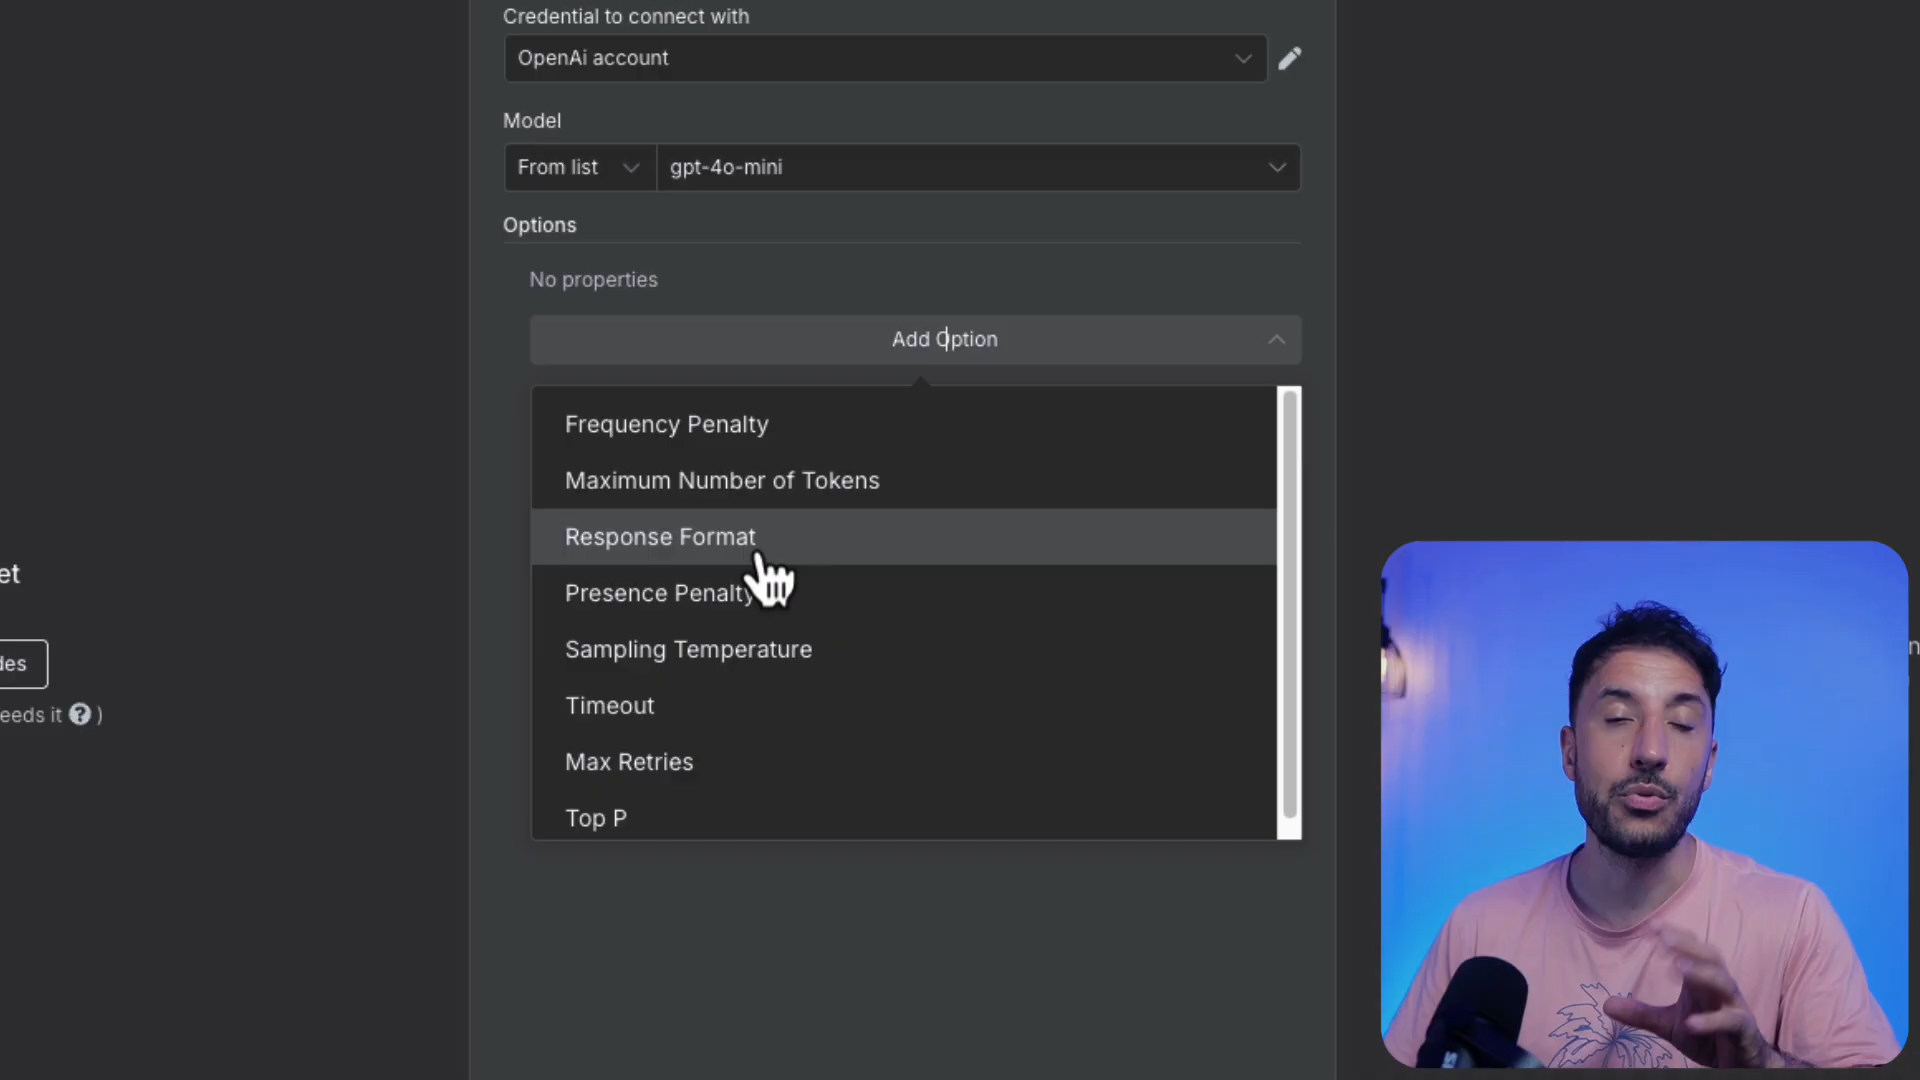 Credential to connect with
OpenAi account
Model
From list
gpt-4o-mini
Options
No properties
Add Option
Frequency Penalty
Maximum Number of Tokens
Response Format
Presence Penalty
Sampling Temperature
Timeout
Max Retries
Top P
et
des
eeds it ? )
n